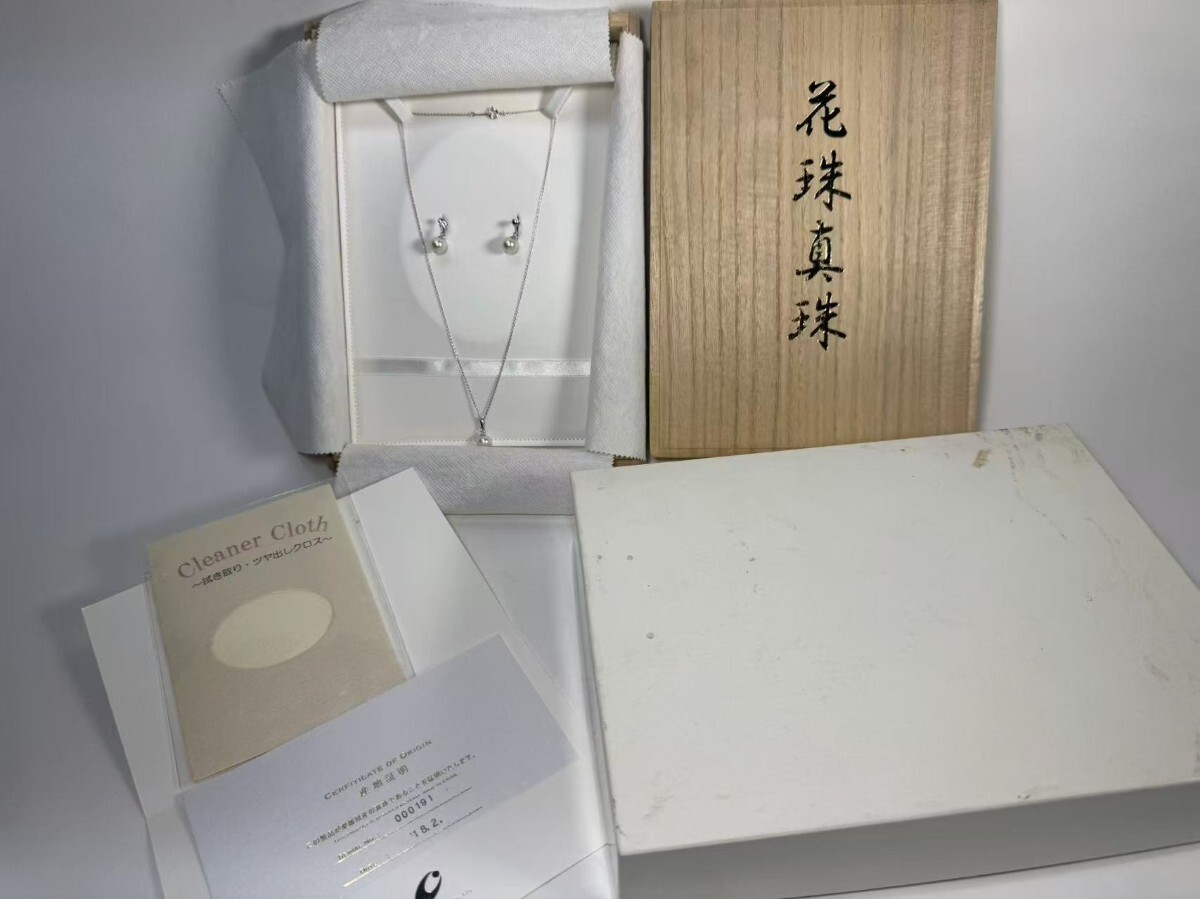 花珠真珠
Cleaner Cloth
〜拭き取り・ツヤ出しクロス〜
CERFITICATE OF ORIGIN
産地証明
000191
'18.2.